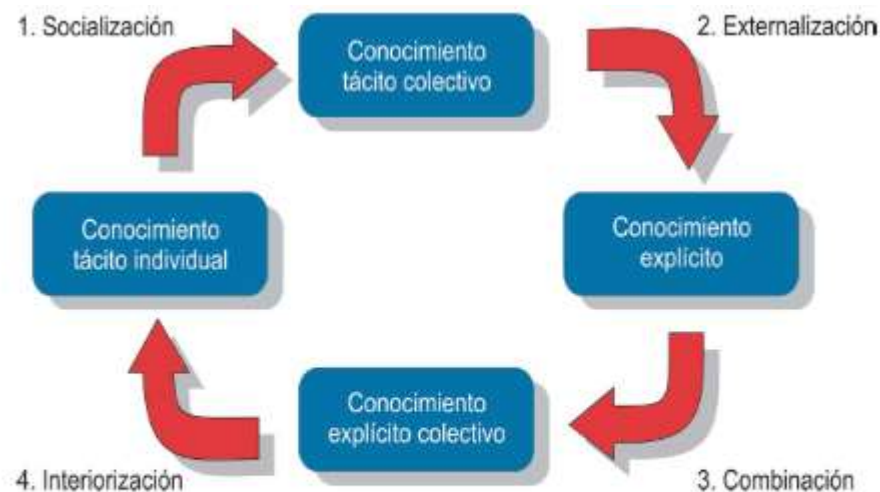 1. Socialización
Conocimiento
tácito colectivo
2. Externalización
Conocimiento
tácito individual
Conocimiento
explícito
Conocimiento
explícito colectivo
4. Interiorización
3. Combinación